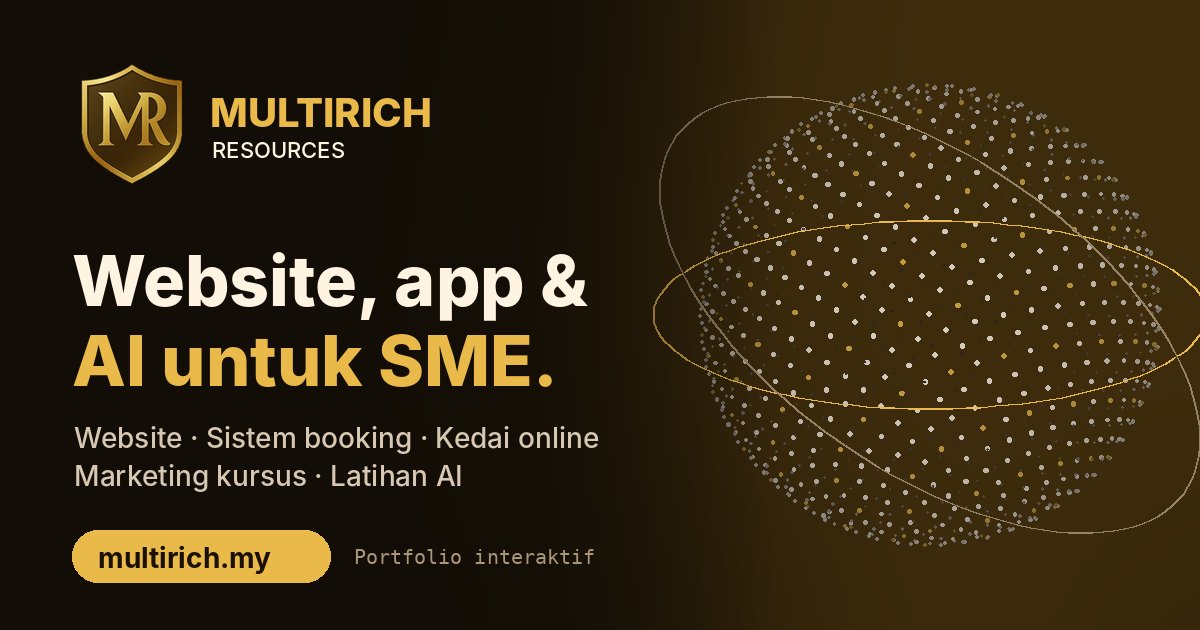 MR
MULTIRICH
RESOURCES
Website, app &
AI untuk SME.
Website · Sistem booking · Kedai online
Marketing kursus · Latihan AI
multirich.my
Portfolio interaktif